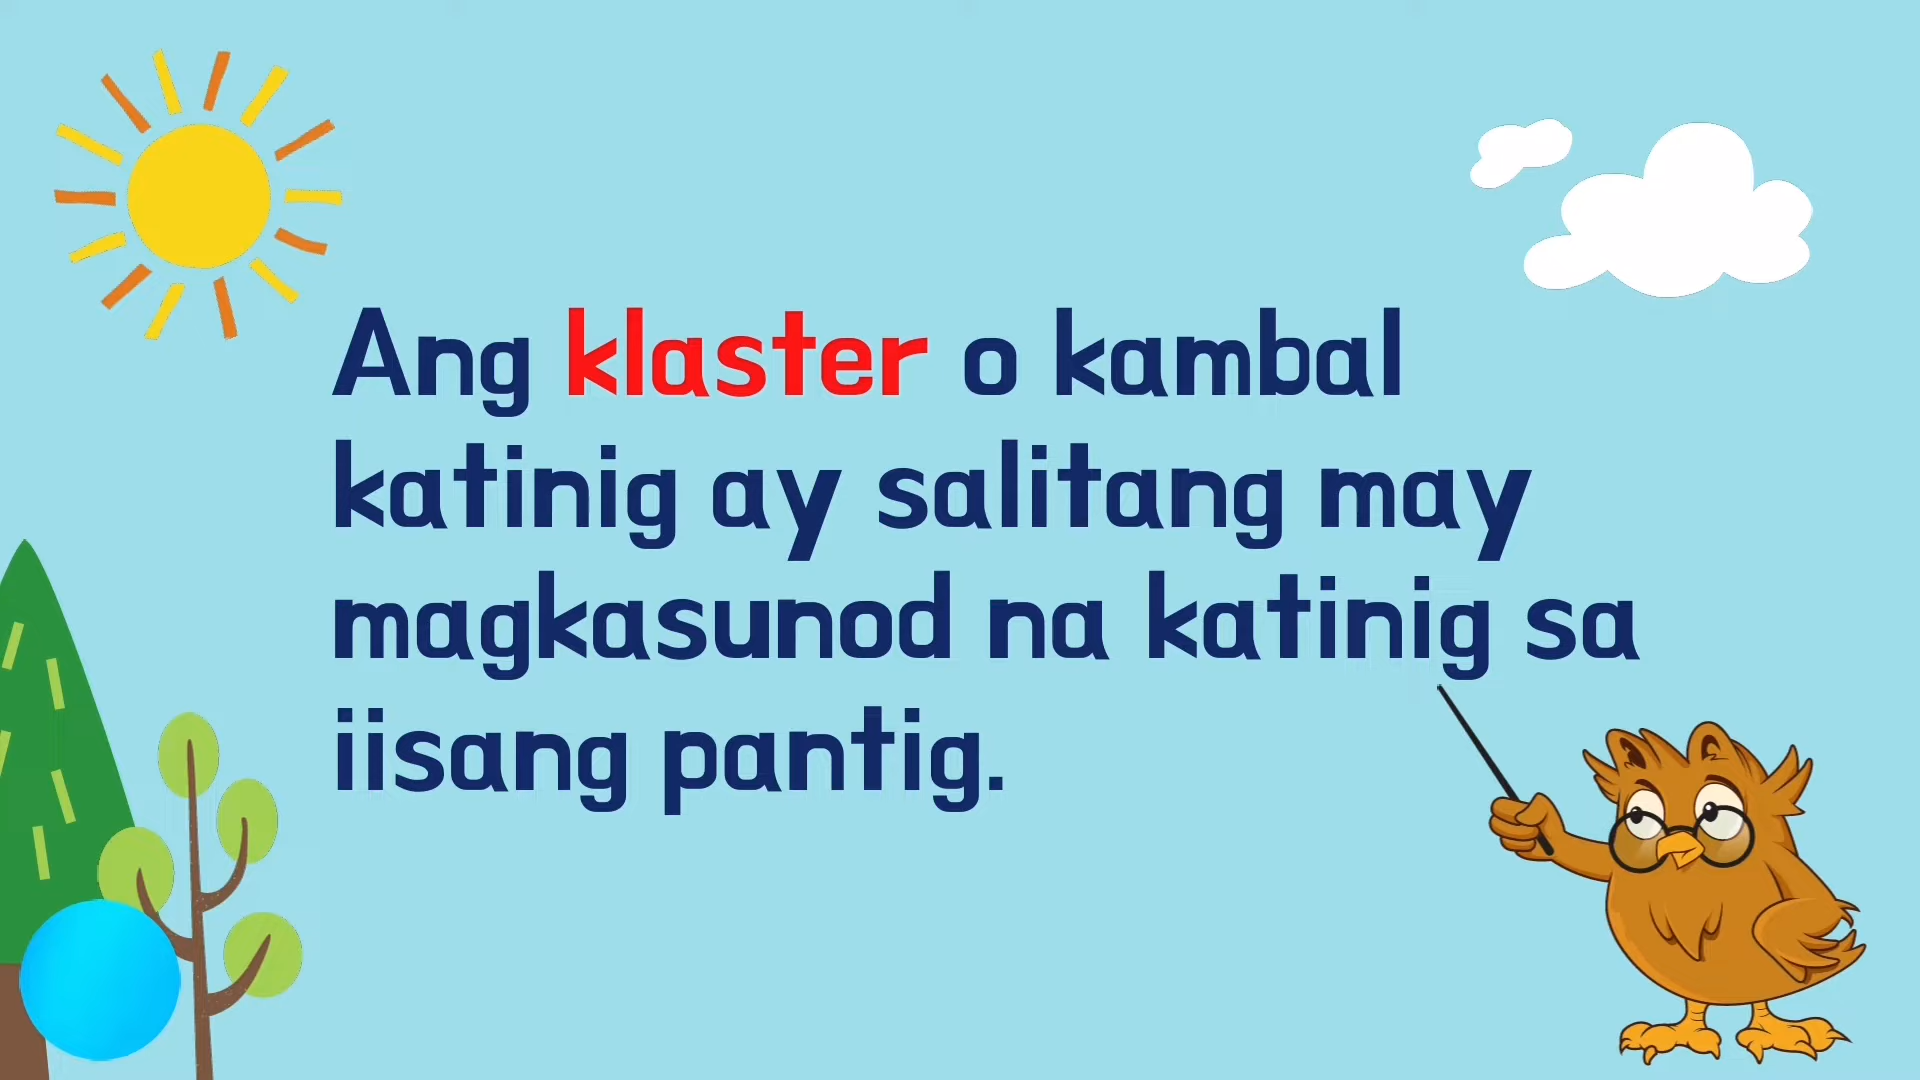 Ang klaster o kambal
katinig ay salitang may
magkasunod na katinig sa
iisang pantig.